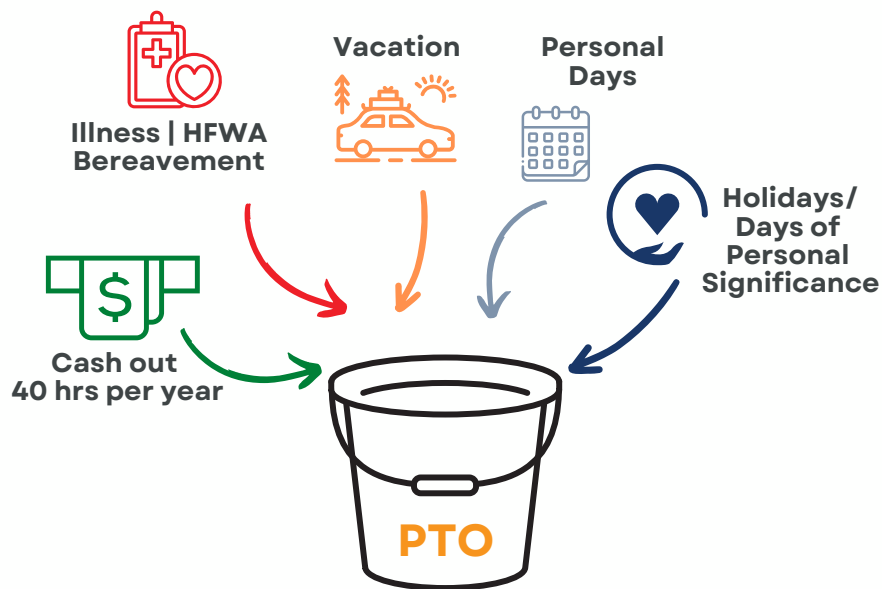 Illness | HFWA
Bereavement
Vacation
Personal
Days
Holidays/
Days of
Personal
Significance
$
Cash out
40 hrs per year
PTO